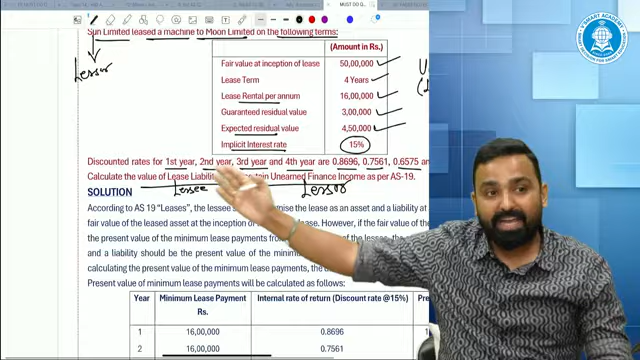 MUST DO Q
Sun Limited leased a machine to Moon Limited on the following terms:
Lessor
(Amount in Rs.)
Fair value at inception of lease 50,00,000
Lease Term 4 Years
Lease Rental per annum 16,00,000
Guaranteed residual value 3,00,000
Expected residual value 4,50,000
Implicit Interest rate 15%
Discounted rates for 1st year, 2nd year, 3rd year and 4th year are 0.8696, 0.7561, 0.6575 an
Calculate the value of Lease Liability Unearned Finance Income as per AS-19.
Lessee Lessor
SOLUTION
According to AS 19 "Leases", the lessee s recognise the lease as an asset and a liability at
fair value of the leased asset at the inception of lease. However, if the fair value
the present value of the minimum lease payments from of the lessee, the
and a liability should be the present value of the minimum lea
calculating the present value of the minimum lease payments, the
Present value of minimum lease payments will be calculated as follows:
Year Minimum Lease Payment Rs. Internal rate of return (Discount rate @15%) Pre
1 16,00,000 0.8696
2 16,00,000 0.7561
V'SMART ACADEMY